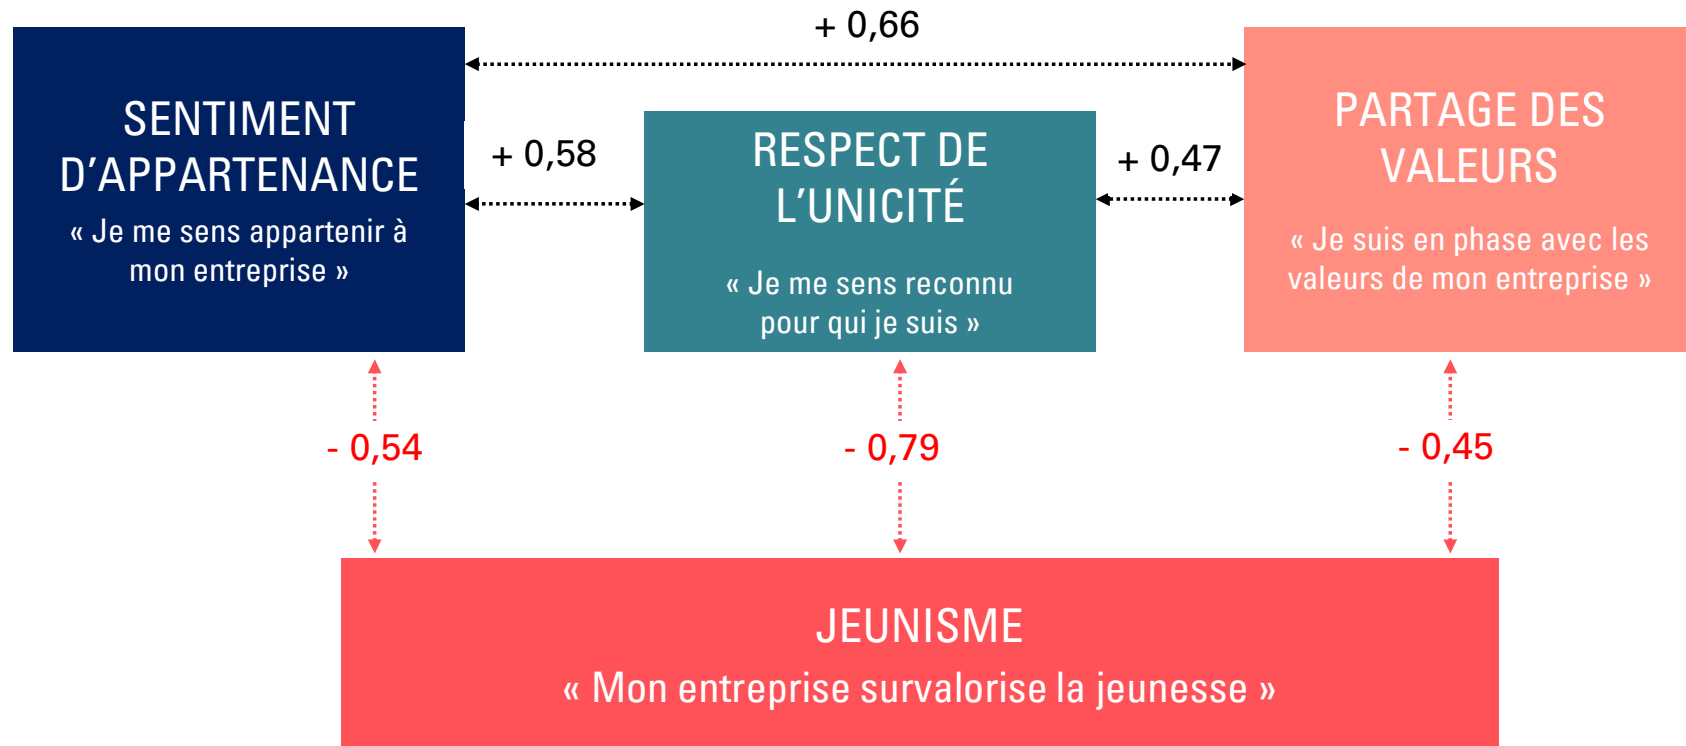 + 0,66
SENTIMENT
D'APPARTENANCE
« Je me sens appartenir à
mon entreprise »
+ 0,58
RESPECT DE
L'UNICITÉ
« Je me sens reconnu
pour qui je suis »
+ 0,47
PARTAGE DES
VALEURS
« Je suis en phase avec les
valeurs de mon entreprise »
- 0,54
- 0,79
- 0,45
JEUNISME
« Mon entreprise survalorise la jeunesse »